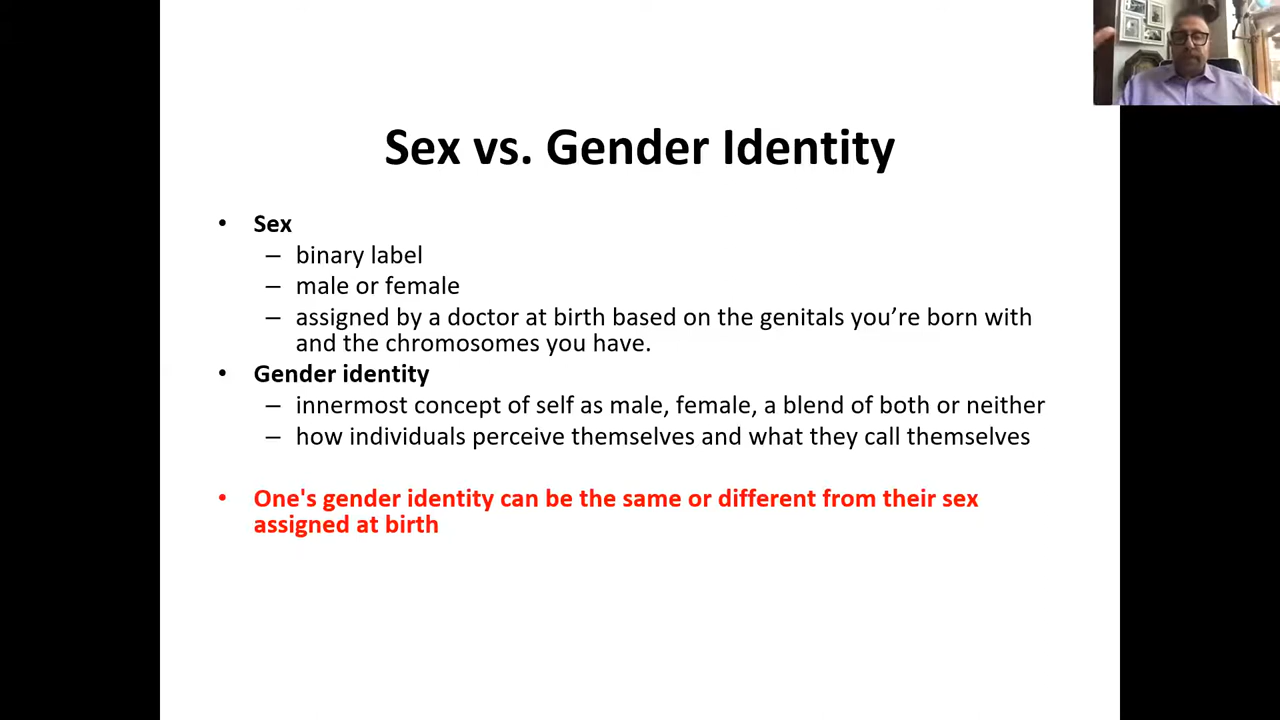 Sex vs. Gender Identity
• Sex
– binary label
– male or female
– assigned by a doctor at birth based on the genitals you’re born with
and the chromosomes you have.
• Gender identity
– innermost concept of self as male, female, a blend of both or neither
– how individuals perceive themselves and what they call themselves
• One's gender identity can be the same or different from their sex
assigned at birth